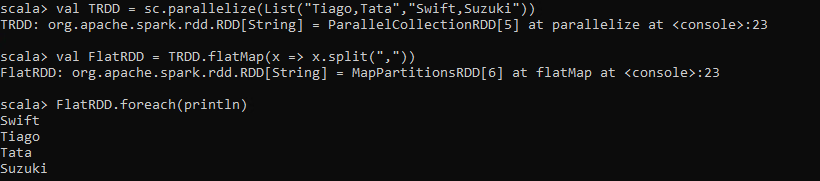 scala> val TRDD = sc.parallelize(List("Tiago,Tata","Swift,Suzuki"))
TRDD: org.apache.spark.rdd.RDD[String] = ParallelCollectionRDD[5] at parallelize at <console>:23
scala> val FlatRDD = TRDD.flatMap(x => x.split(","))
FlatRDD: org.apache.spark.rdd.RDD[String] = MapPartitionsRDD[6] at flatMap at <console>:23
scala> FlatRDD.foreach(println)
Swift
Tiago
Tata
Suzuki